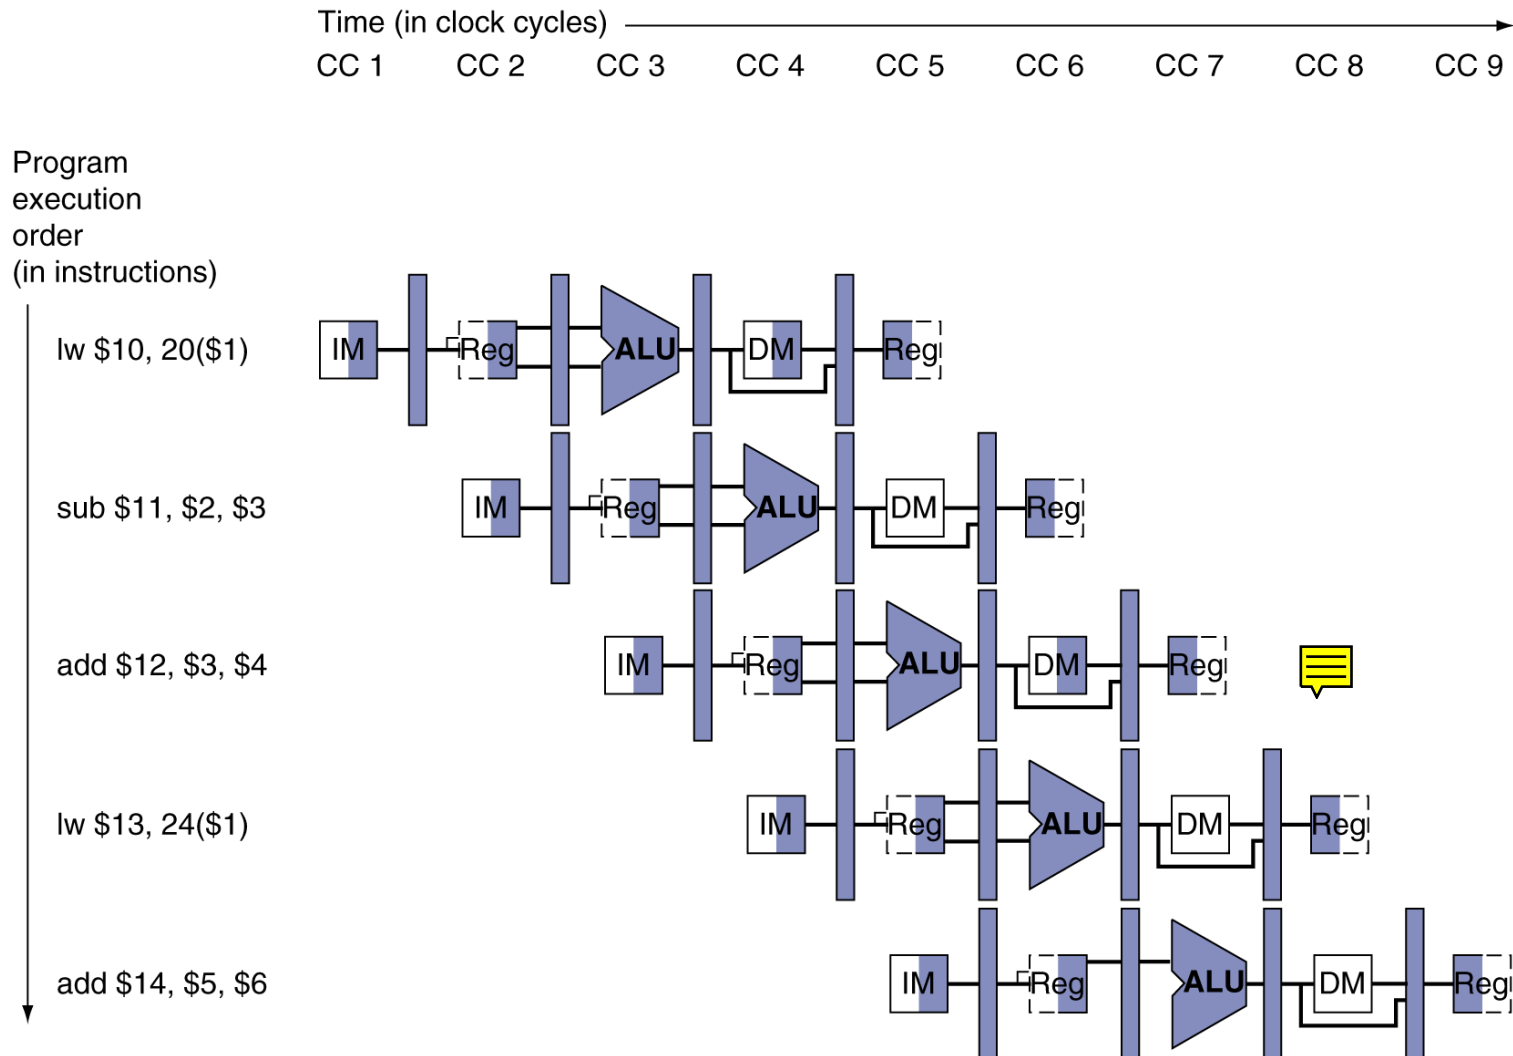 Time (in clock cycles)
CC 1 CC 2 CC 3 CC 4 CC 5 CC 6 CC 7 CC 8 CC 9
Program
execution
order
(in instructions)
lw $10, 20($1) IM Reg ALU DM Reg
sub $11, $2, $3 IM Reg ALU DM Reg
add $12, $3, $4 IM Reg ALU DM Reg
lw $13, 24($1) IM Reg ALU DM Reg
add $14, $5, $6 IM Reg ALU DM Reg